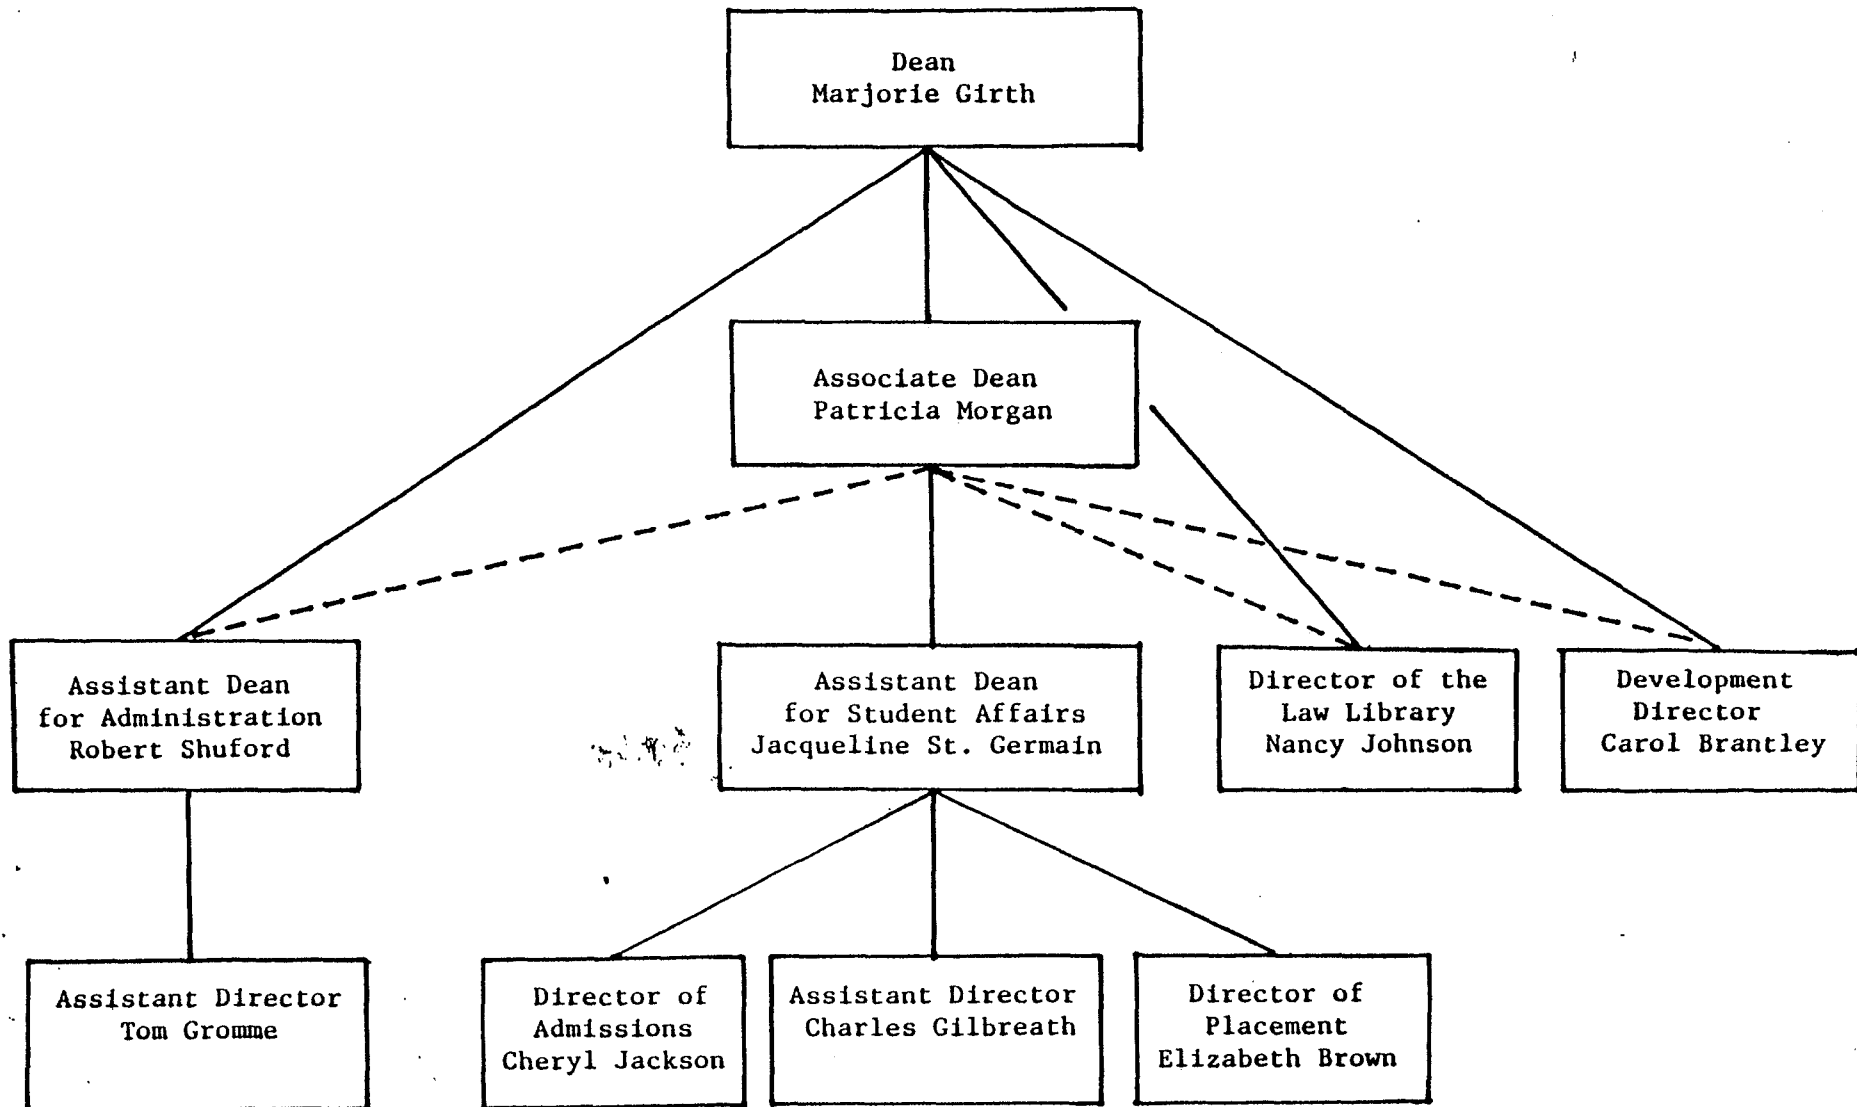 Dean
Marjorie Girth
Associate Dean
Patricia Morgan
Assistant Dean
for Administration
Robert Shuford
Assistant Dean
for Student Affairs
Jacqueline St. Germain
Director of the
Law Library
Nancy Johnson
Development
Director
Carol Brantley
Assistant Director
Tom Gromme
Director of
Admissions
Cheryl Jackson
Assistant Director
Charles Gilbreath
Director of
Placement
Elizabeth Brown